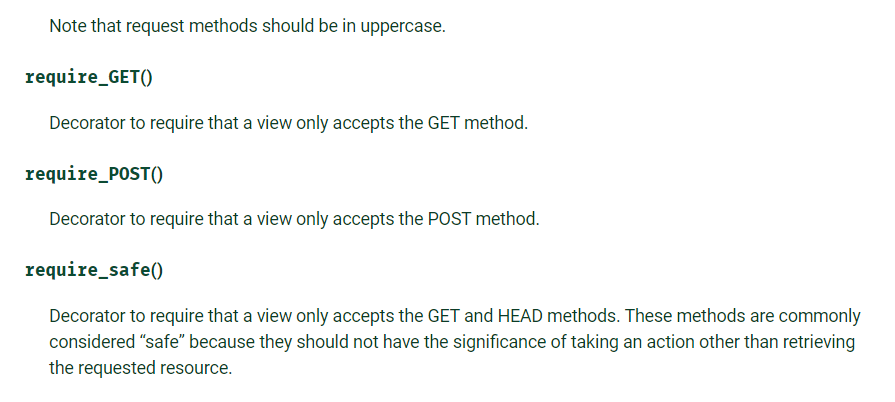 Note that request methods should be in uppercase.
require_GET()
Decorator to require that a view only accepts the GET method.
require_POST()
Decorator to require that a view only accepts the POST method.
require_safe()
Decorator to require that a view only accepts the GET and HEAD methods. These methods are commonly
considered “safe” because they should not have the significance of taking an action other than retrieving
the requested resource.